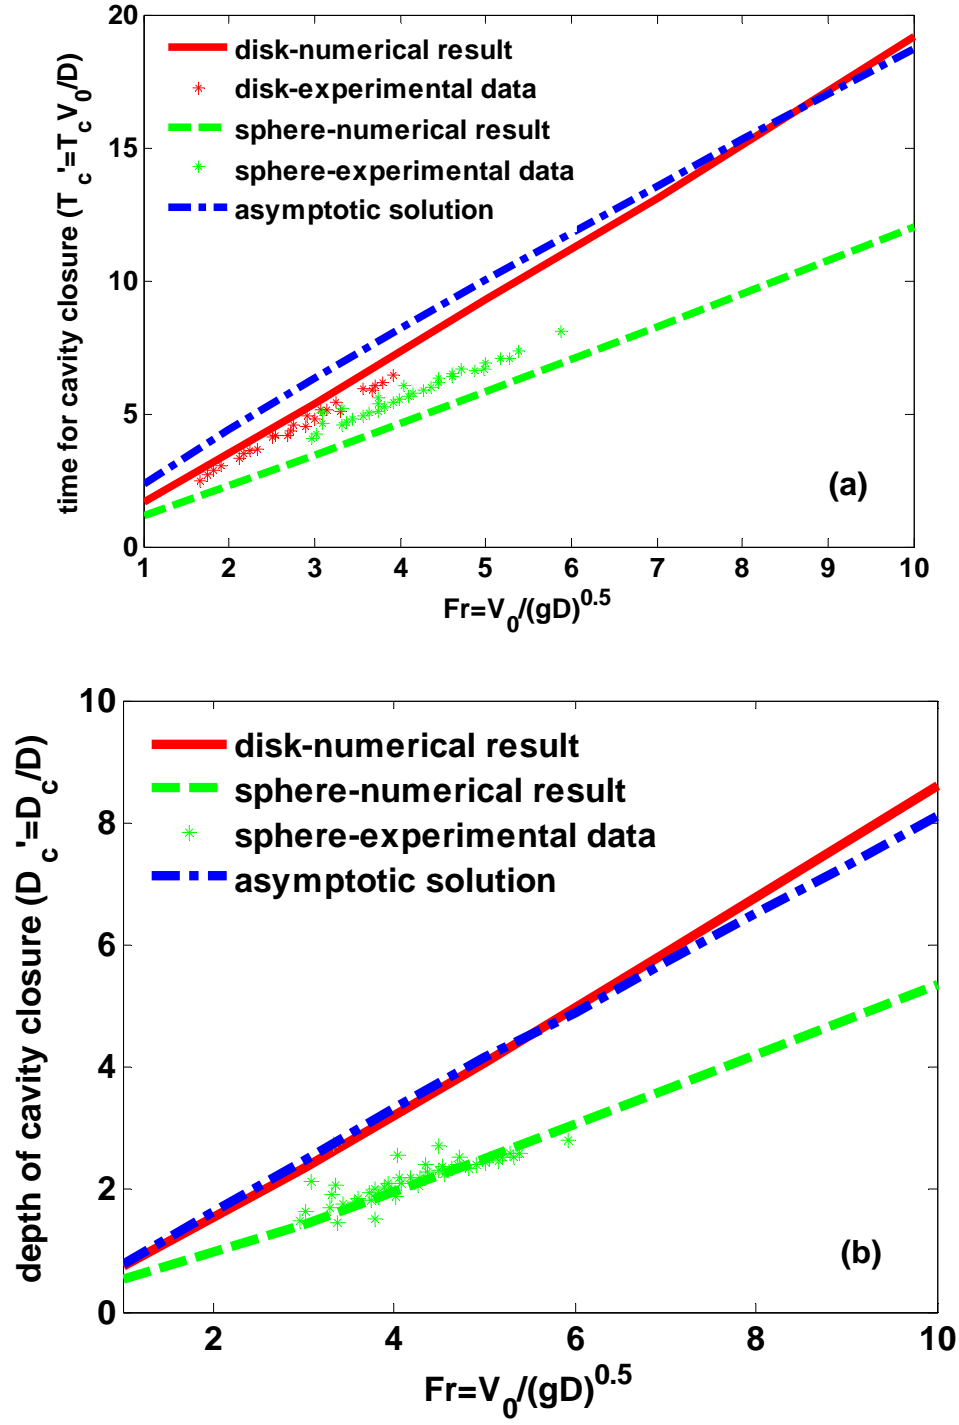 20
15
10
5
0
time for cavity closure (T_c'=T_cV_0/D)
disk-numerical result
disk-experimental data
sphere-numerical result
sphere-experimental data
asymptotic solution
(a)
1 2 3 4 5 6 7 8 9 10
Fr=V_0/(gD)^0.5
10
8
6
4
2
0
depth of cavity closure (D_c'=D_c/D)
disk-numerical result
sphere-numerical result
sphere-experimental data
asymptotic solution
(b)
2 4 6 8 10
Fr=V_0/(gD)^0.5